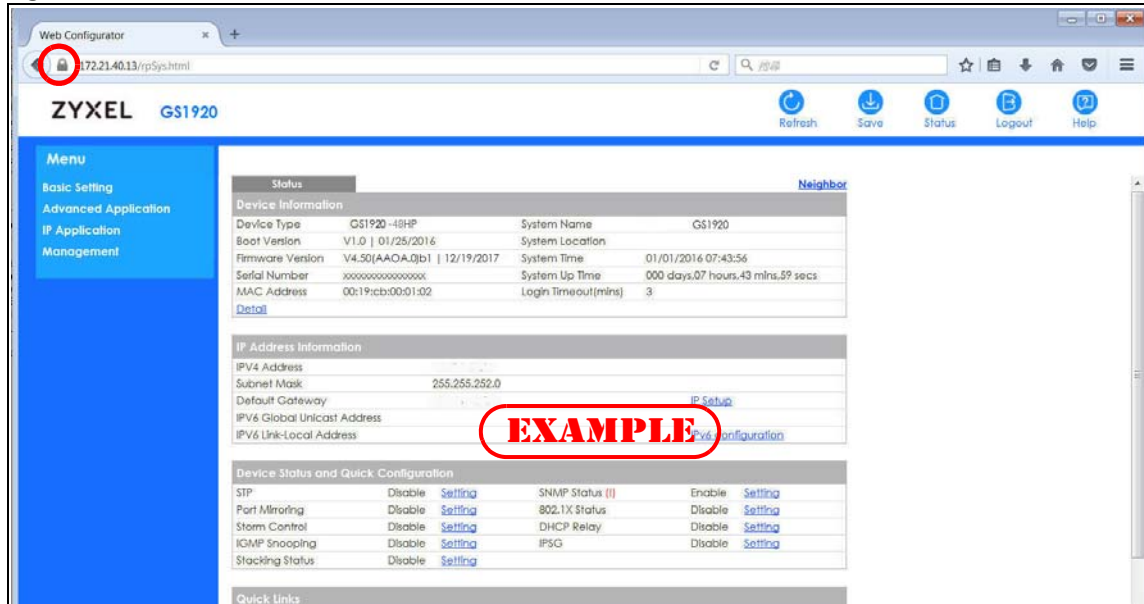 Web Configurator × +
172.21.40.13/rpSys.html 搜尋
ZYXEL GS1920
Refresh Save Status Logout Help
Menu
Basic Setting
Advanced Application
IP Application
Management
Status Neighbor
Device Information
Device Type GS1920-48HP System Name GS1920
Boot Version V1.0 | 01/25/2016 System Location
Firmware Version V4.50(AAOA.0)b1 | 12/19/2017 System Time 01/01/2016 07:43:56
Serial Number xxxxxxxxxxxxxxx System Up Time 000 days,07 hours,43 mins,59 secs
MAC Address 00:19:cb:00:01:02 Login Timeout(mins) 3
Detail
IP Address Information
IPV4 Address
Subnet Mask 255.255.252.0
Default Gateway IP Setup
IPV6 Global Unicast Address
IPV6 Link-Local Address IPv6 configuration
EXAMPLE
Device Status and Quick Configuration
STP Disable Setting SNMP Status (!) Enable Setting
Port Mirroring Disable Setting 802.1X Status Disable Setting
Storm Control Disable Setting DHCP Relay Disable Setting
IGMP Snooping Disable Setting IPSG Disable Setting
Stacking Status Disable Setting
Quick Links